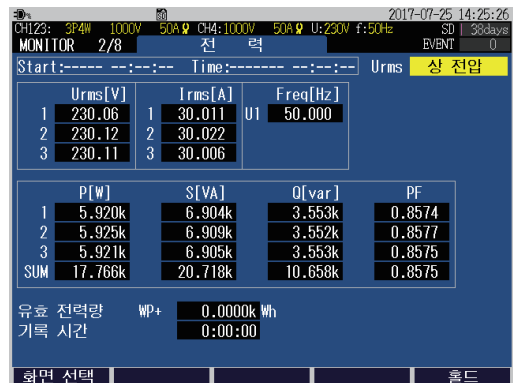 2017-07-25 14:25:26
CH123: 3P4W 1000V 50A CH4:1000V 50A U:230V f:50Hz SD 38days
MONITOR 2/8 전 력 EVENT 0
Start:----- --:--:-- Time:------- --:--:-- Urms 상 전압
Urms[V] Irms[A] Freq[Hz]
1 230.06 1 30.011 U1 50.000
2 230.12 2 30.022
3 230.11 3 30.006
P[W] S[VA] Q[var] PF
1 5.920k 6.904k 3.553k 0.8574
2 5.925k 6.909k 3.552k 0.8577
3 5.921k 6.905k 3.553k 0.8575
SUM 17.766k 20.718k 10.658k 0.8575
유효 전력량 WP+ 0.0000k Wh
기록 시간 0:00:00
화면 선택 홀드